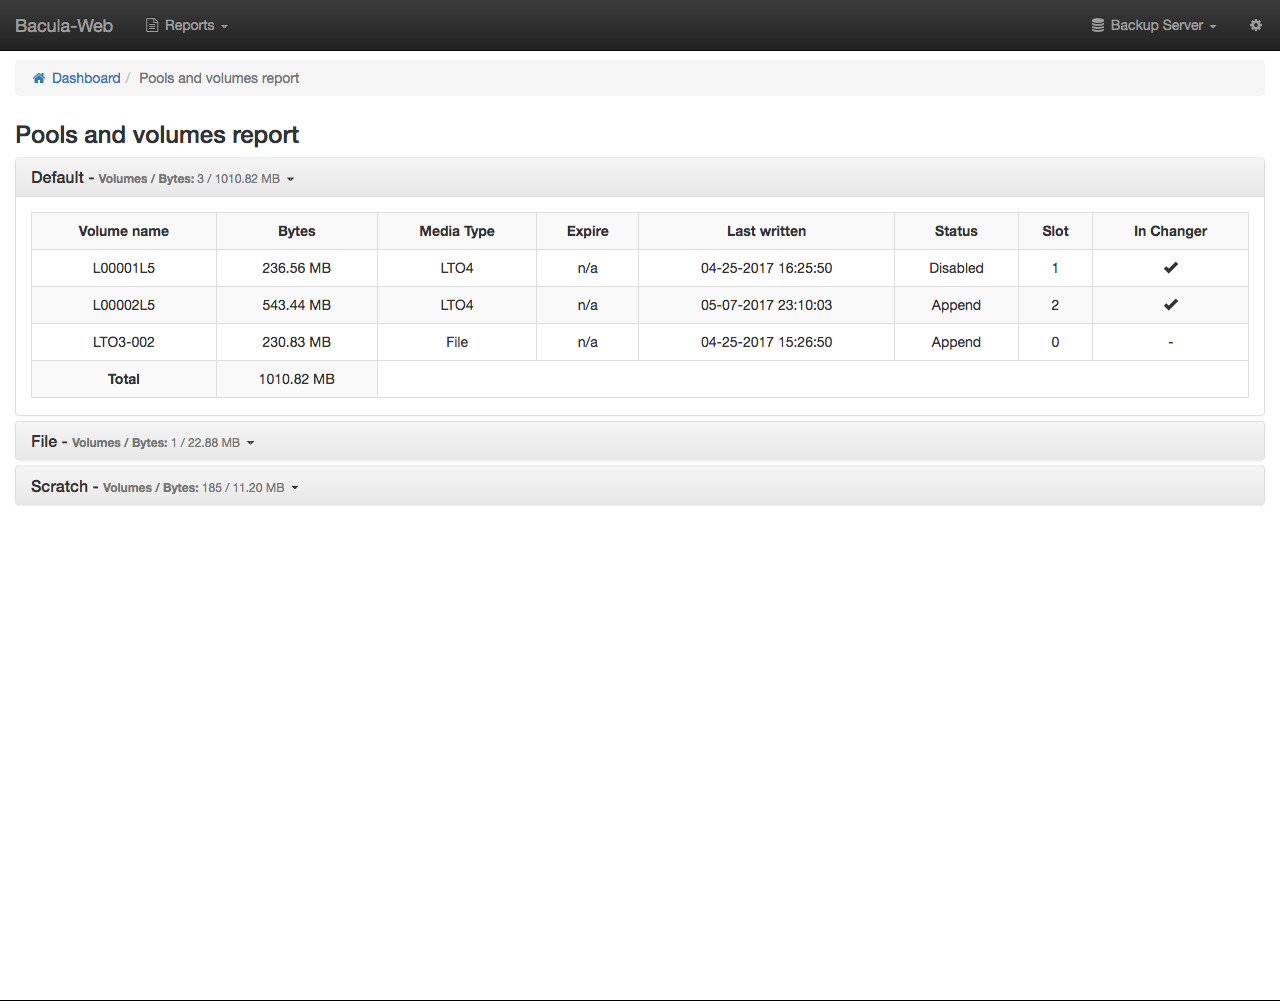 Bacula-Web Reports Backup Server
Dashboard / Pools and volumes report
Pools and volumes report
Default - Volumes / Bytes: 3 / 1010.82 MB
Volume name Bytes Media Type Expire Last written Status Slot In Changer
L00001L5 236.56 MB LTO4 n/a 04-25-2017 16:25:50 Disabled 1 ✔
L00002L5 543.44 MB LTO4 n/a 05-07-2017 23:10:03 Append 2 ✔
LTO3-002 230.83 MB File n/a 04-25-2017 15:26:50 Append 0 -
Total 1010.82 MB
File - Volumes / Bytes: 1 / 22.88 MB
Scratch - Volumes / Bytes: 185 / 11.20 MB